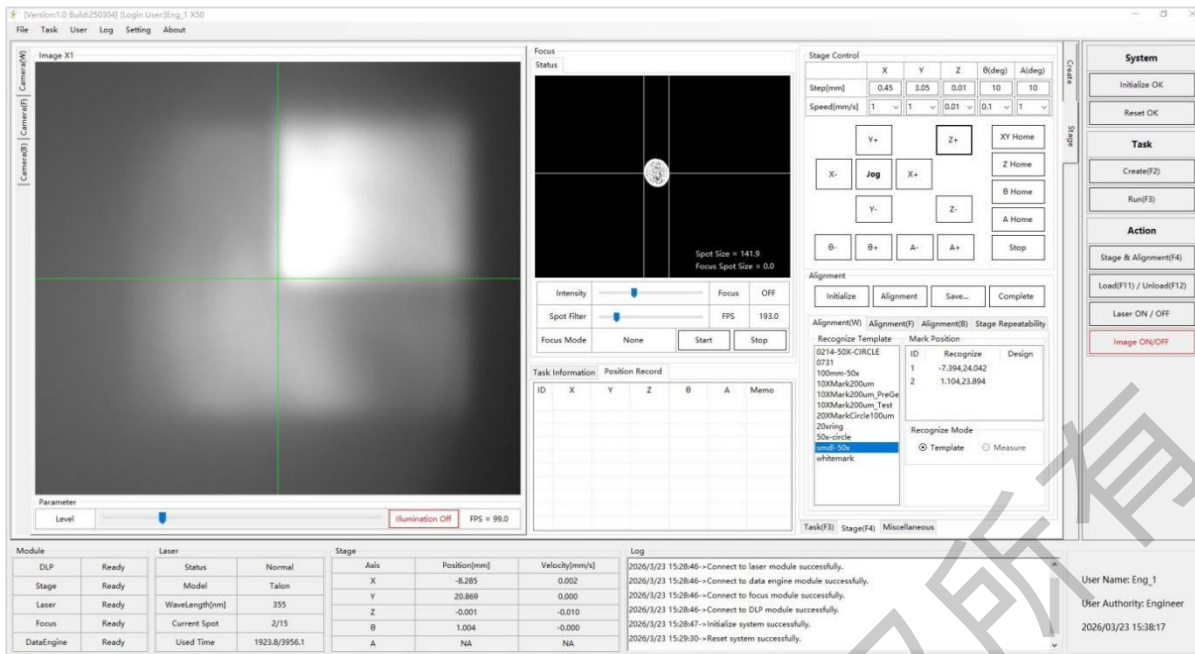 [Version:1.0 Build:250304] [Login User:]Eng_1 X50
File Task User Log Setting About
Camera(W)
Camera(F)
Camera(B)
Image X1
Parameter
Level Illumination Off FPS = 99.0
Focus
Status
Spot Size = 141.9
Focus Spot Size = 0.0
Intensity Focus OFF
Spot Filter FPS 193.0
Focus Mode None Start Stop
Task Information Position Record
ID X Y Z θ A Memo
Stage Control
X Y Z θ(deg) A(deg)
Step[mm] 0.45 3.05 0.01 10 10
Speed[mm/s] 1 1 0.01 0.1 1
Y+ Z+ XY Home
X- Jog X+ Z Home
θ Home
Y- Z- A Home
θ- θ+ A- A+ Stop
Alignment
Initialize Alignment Save... Complete
Alignment(W) Alignment(F) Alignment(B) Stage Repeatability
Recognize Template
0214-50X-CIRCLE
0731
100mm-50x
10XMark200um
10XMark200um_PreGe
10XMark200um_Test
20XMarkCircle100um
20xring
50x-circle
smdl-50x
whitemark
Mark Position
ID Recognize Design
1 -7.394,24.042
2 1.104,23.894
Recognize Mode
Template Measure
Task(F3) Stage(F4) Miscellaneous
Create
Stage
System
Initialize OK
Reset OK
Task
Create(F2)
Run(F3)
Action
Stage & Alignment(F4)
Load(F11) / Unload(F12)
Laser ON / OFF
Image ON/OFF
Module
DLP Ready
Stage Ready
Laser Ready
Focus Ready
DataEngine Ready
Laser
Status Normal
Model Talon
WaveLength[nm] 355
Current Spot 2/15
Used Time 1923.8/3956.1
Stage
Axis Position[mm] Velocity[mm/s]
X -8.285 0.002
Y 20.869 0.000
Z -0.001 -0.010
θ 1.004 -0.000
A NA NA
Log
2026/3/23 15:28:46->Connect to laser module successfully.
2026/3/23 15:28:46->Connect to data engine module successfully.
2026/3/23 15:28:46->Connect to focus module successfully.
2026/3/23 15:28:46->Connect to DLP module successfully.
2026/3/23 15:28:47->Initialize system successfully.
2026/3/23 15:29:30->Reset system successfully.
User Name: Eng_1
User Authority: Engineer
2026/03/23 15:38:17
所有